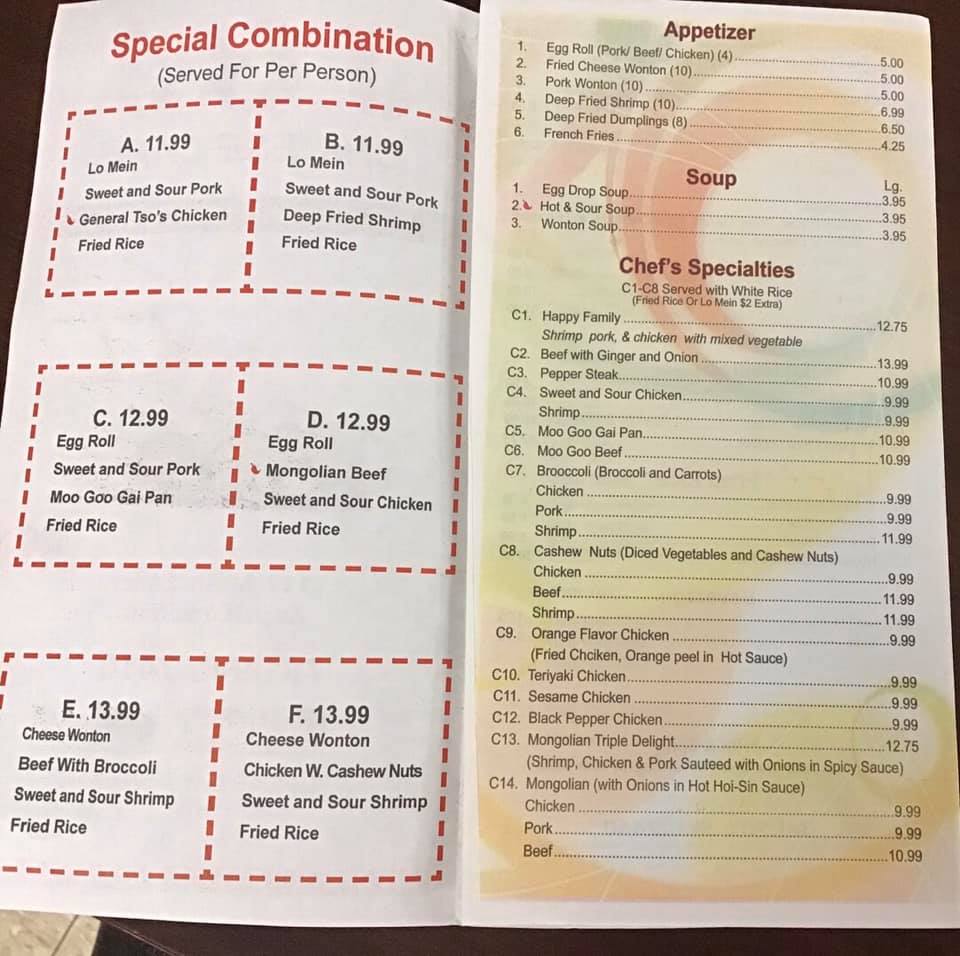 Special Combination
(Served For Per Person)
A. 11.99
Lo Mein
Sweet and Sour Pork
General Tso's Chicken
Fried Rice
B. 11.99
Lo Mein
Sweet and Sour Pork
Deep Fried Shrimp
Fried Rice
C. 12.99
Egg Roll
Sweet and Sour Pork
Moo Goo Gai Pan
Fried Rice
D. 12.99
Egg Roll
Mongolian Beef
Sweet and Sour Chicken
Fried Rice
E. 13.99
Cheese Wonton
Beef With Broccoli
Sweet and Sour Shrimp
Fried Rice
F. 13.99
Cheese Wonton
Chicken W. Cashew Nuts
Sweet and Sour Shrimp
Fried Rice
Appetizer
1. Egg Roll (Pork/ Beef/ Chicken) (4) 5.00
2. Fried Cheese Wonton (10) 5.00
3. Pork Wonton (10) 5.00
4. Deep Fried Shrimp (10) 6.99
5. Deep Fried Dumplings (8) 6.50
6. French Fries 4.25
Soup Lg.
1. Egg Drop Soup 3.95
2. Hot & Sour Soup 3.95
3. Wonton Soup 3.95
Chef's Specialties
C1-C8 Served with White Rice
(Fried Rice Or Lo Mein $2 Extra)
C1. Happy Family 12.75
Shrimp pork, & chicken with mixed vegetable
C2. Beef with Ginger and Onion 13.99
C3. Pepper Steak 10.99
C4. Sweet and Sour Chicken 9.99
Shrimp 9.99
C5. Moo Goo Gai Pan 10.99
C6. Moo Goo Beef 10.99
C7. Brooccoli (Broccoli and Carrots)
Chicken 9.99
Pork 9.99
Shrimp 11.99
C8. Cashew Nuts (Diced Vegetables and Cashew Nuts)
Chicken 9.99
Beef 11.99
Shrimp 11.99
C9. Orange Flavor Chicken 9.99
(Fried Chciken, Orange peel in Hot Sauce)
C10. Teriyaki Chicken 9.99
C11. Sesame Chicken 9.99
C12. Black Pepper Chicken 9.99
C13. Mongolian Triple Delight 12.75
(Shrimp, Chicken & Pork Sauteed with Onions in Spicy Sauce)
C14. Mongolian (with Onions in Hot Hoi-Sin Sauce)
Chicken 9.99
Pork 9.99
Beef 10.99